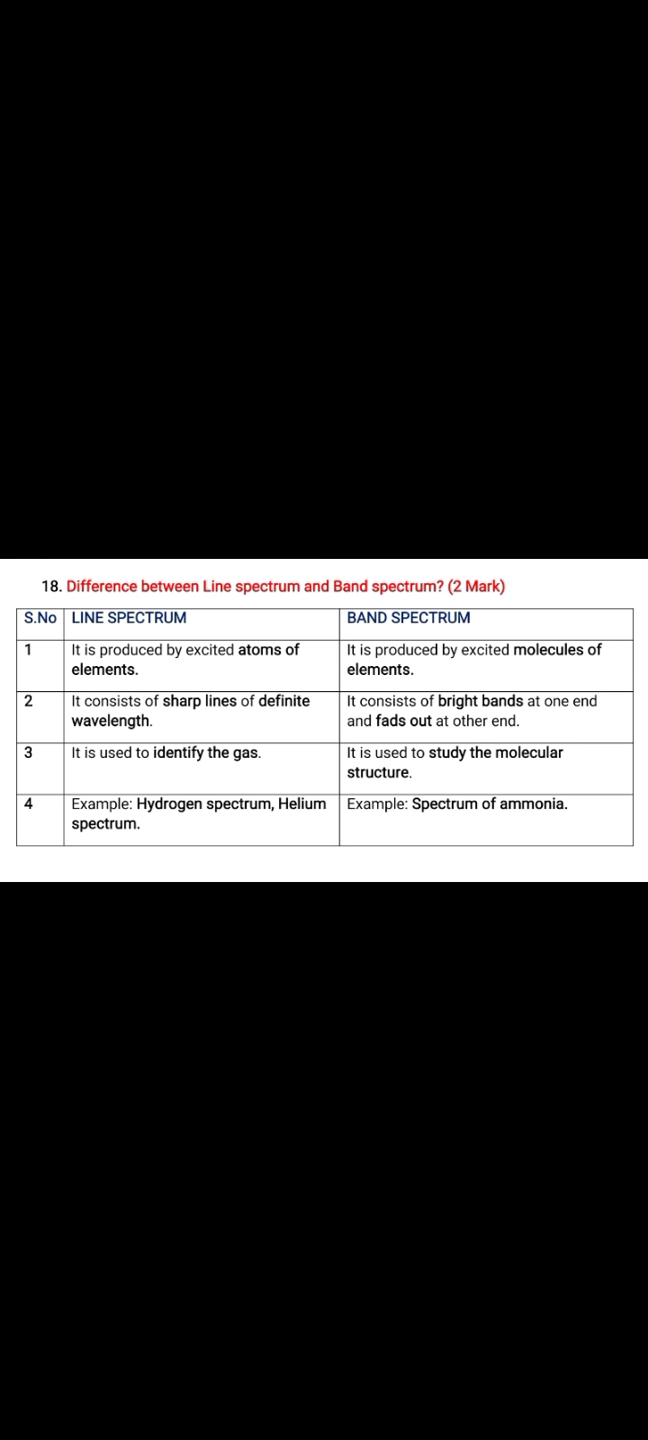 18. Difference between Line spectrum and Band spectrum? (2 Mark)
S.No LINE SPECTRUM BAND SPECTRUM
1 It is produced by excited atoms of It is produced by excited molecules of
elements. elements.
2 It consists of sharp lines of definite It consists of bright bands at one end
wavelength. and fads out at other end.
3 It is used to identify the gas. It is used to study the molecular
structure.
4 Example: Hydrogen spectrum, Helium Example: Spectrum of ammonia.
spectrum.